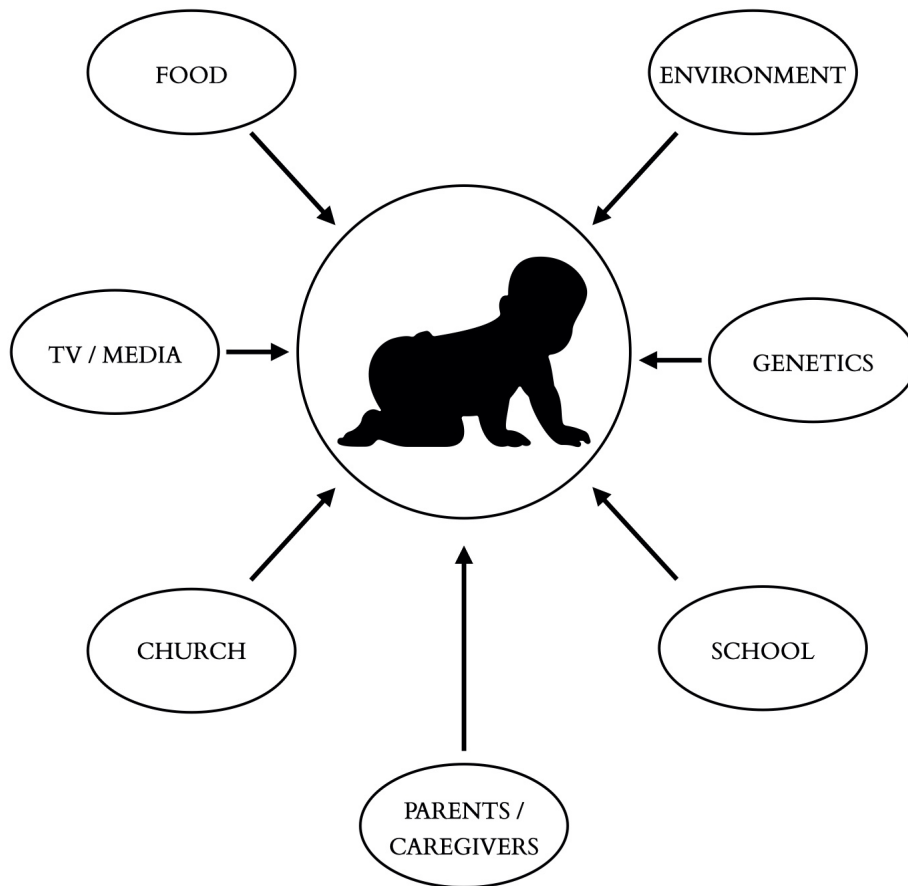 FOOD
ENVIRONMENT
TV / MEDIA
GENETICS
CHURCH
SCHOOL
PARENTS /
CAREGIVERS